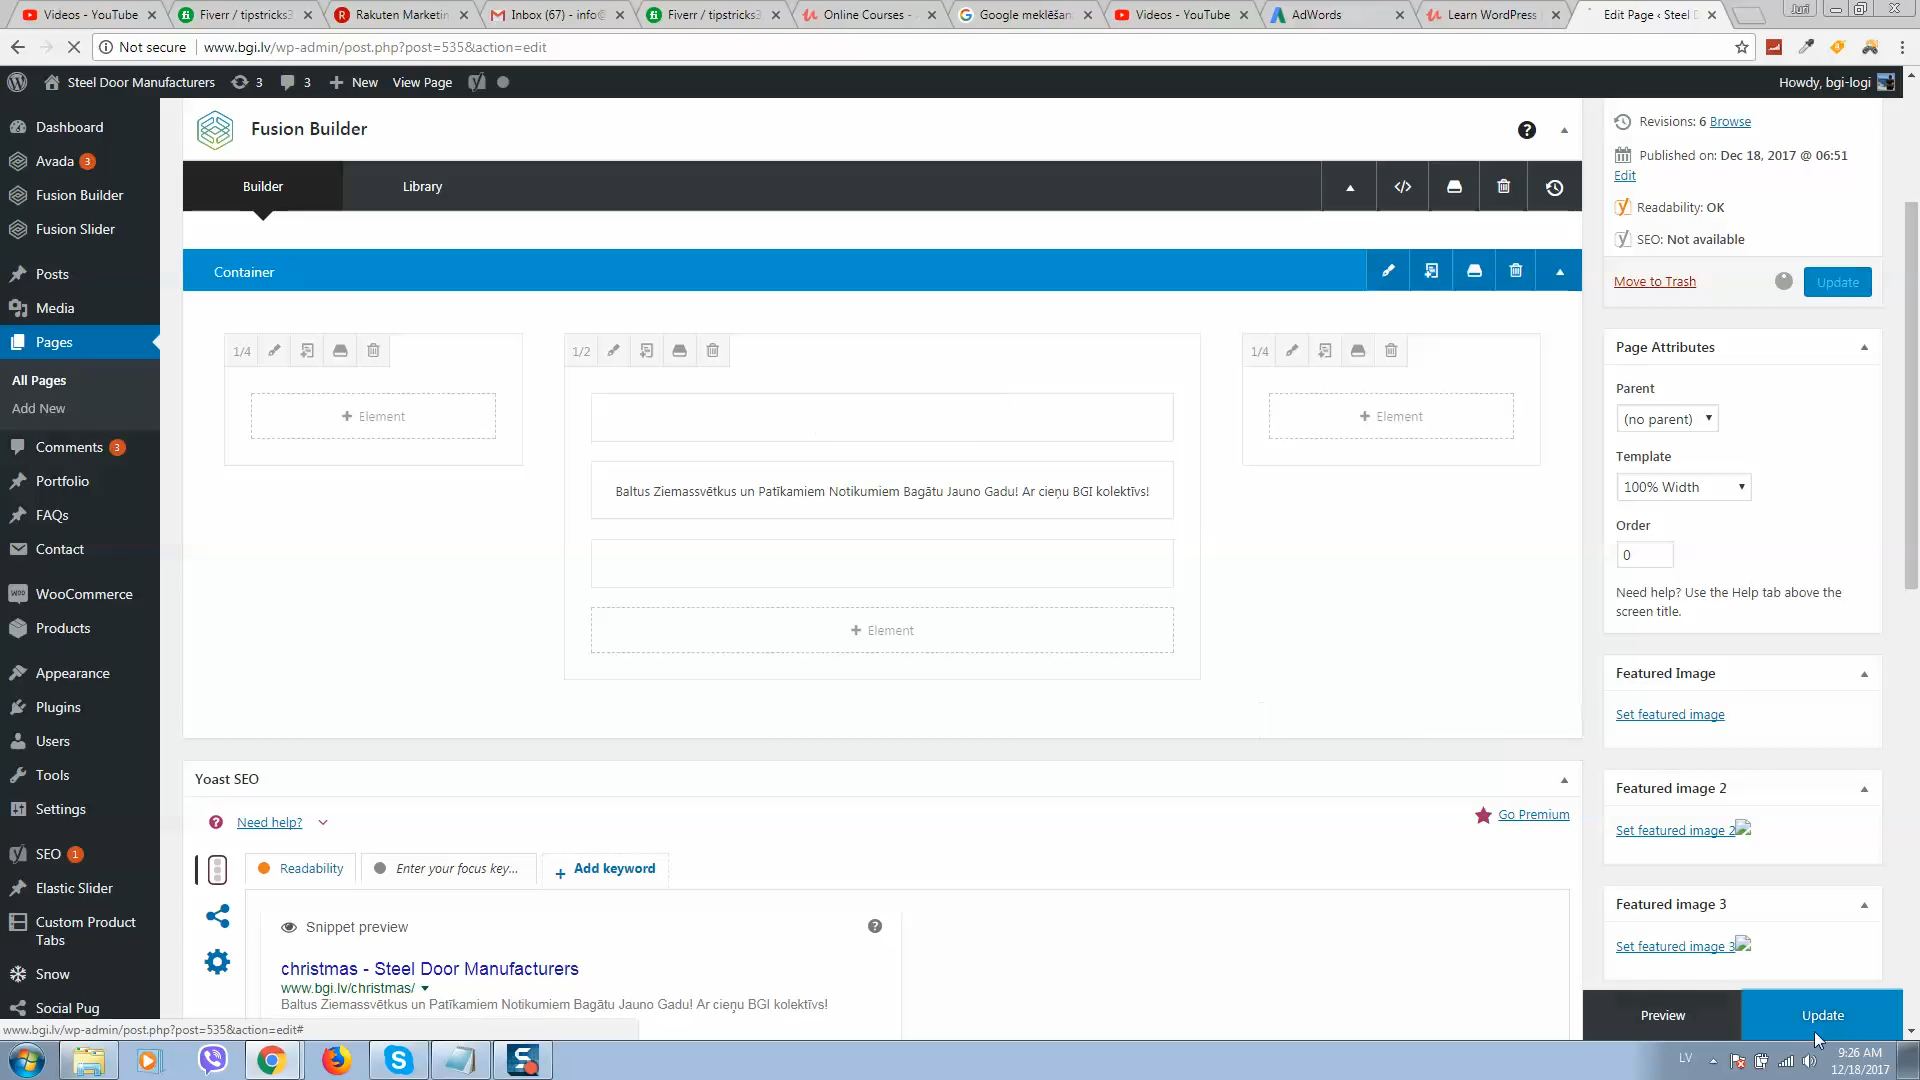 Videos - YouTube
Fiverr / tipstricks3
Rakuten Marketin
Inbox (67) - info@
Fiverr / tipstricks3
Online Courses -
Google meklēšan
Videos - YouTube
AdWords
Learn WordPress
Edit Page ‹ Steel D
Juri
Not secure
www.bgi.lv/wp-admin/post.php?post=535&action=edit
Steel Door Manufacturers
3
3
New
View Page
Howdy, bgi-logi
Dashboard
Avada 3
Fusion Builder
Fusion Slider
Posts
Media
Pages
All Pages
Add New
Comments 3
Portfolio
FAQs
Contact
WooCommerce
Products
Appearance
Plugins
Users
Tools
Settings
SEO 1
Elastic Slider
Custom Product
Tabs
Snow
Social Pug
Fusion Builder
Builder
Library
Container
1/4
1/2
1/4
+ Element
+ Element
Baltus Ziemassvētkus un Patīkamiem Notikumiem Bagātu Jauno Gadu! Ar cieņu BGI kolektīvs!
+ Element
Yoast SEO
Need help?
Go Premium
Readability
Enter your focus key...
+ Add keyword
Snippet preview
christmas - Steel Door Manufacturers
www.bgi.lv/christmas/
Baltus Ziemassvētkus un Patīkamiem Notikumiem Bagātu Jauno Gadu! Ar cieņu BGI kolektīvs!
Revisions: 6 Browse
Published on: Dec 18, 2017 @ 06:51
Edit
Readability: OK
SEO: Not available
Move to Trash
Update
Page Attributes
Parent
(no parent)
Template
100% Width
Order
0
Need help? Use the Help tab above the
screen title.
Featured Image
Set featured image
Featured image 2
Set featured image 2
Featured image 3
Set featured image 3
Preview
Update
www.bgi.lv/wp-admin/post.php?post=535&action=edit#
LV
9:26 AM
12/18/2017